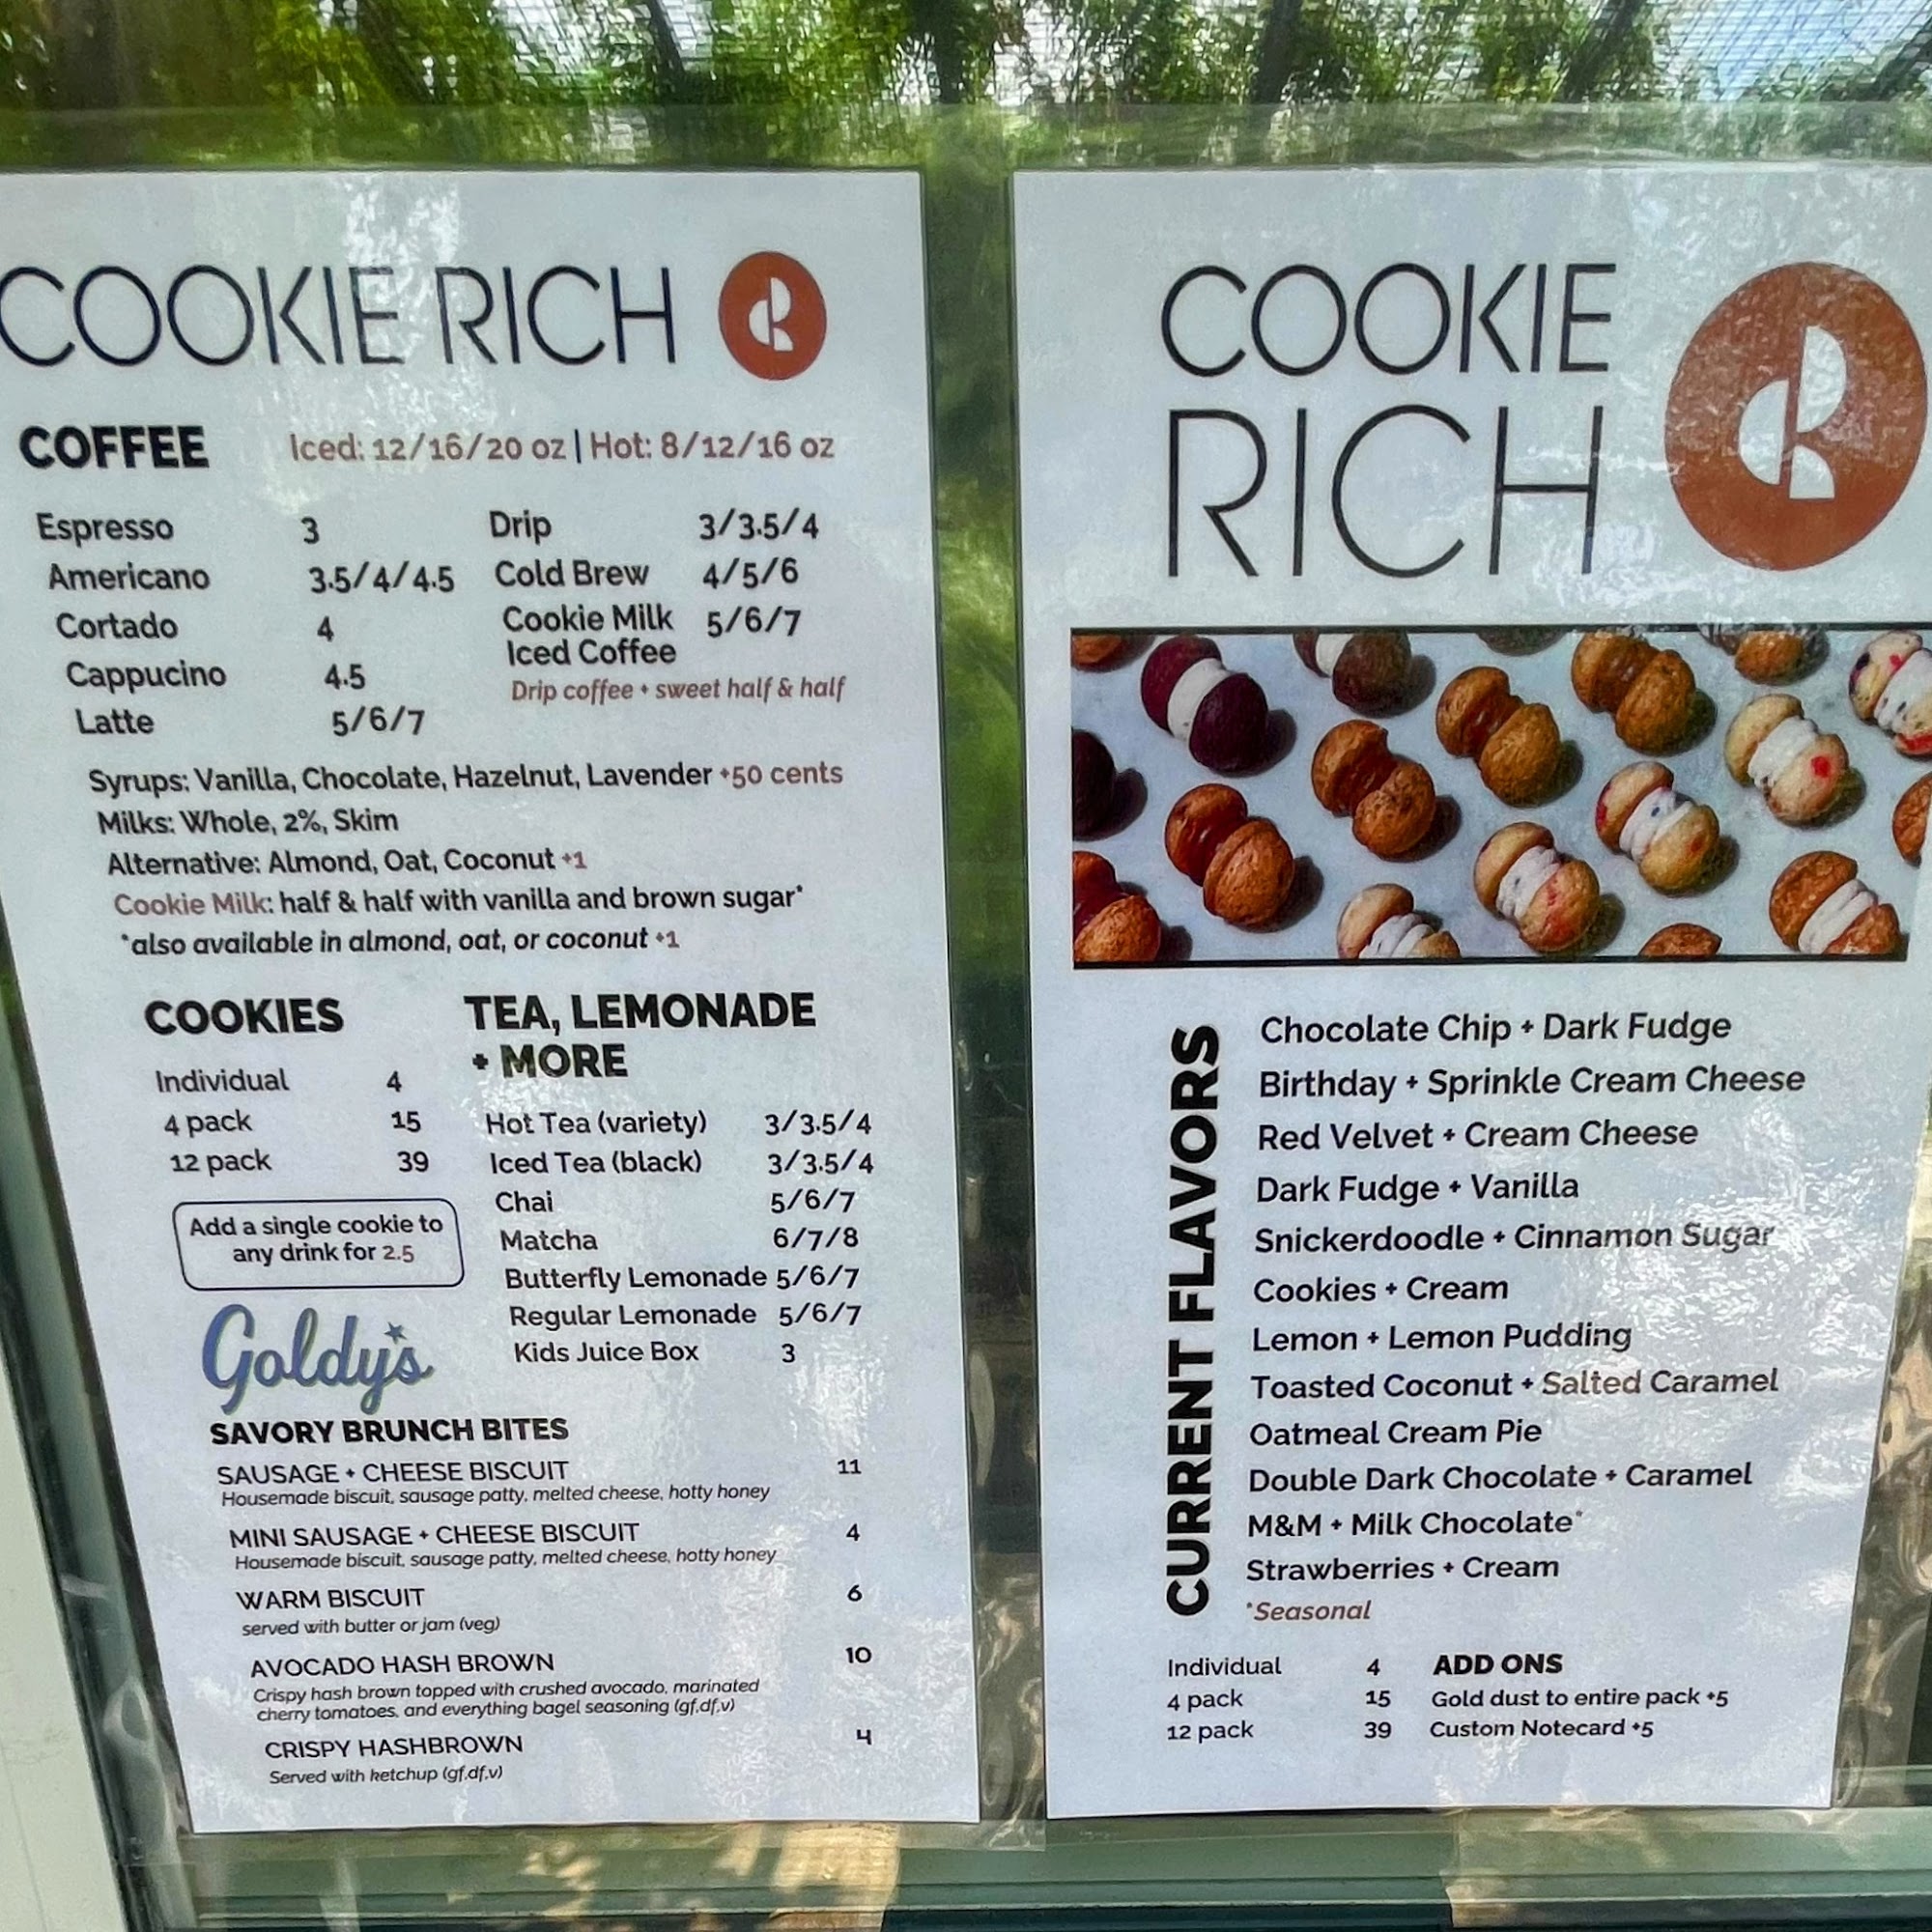 COOKIE RICH
COFFEE Iced: 12/16/20 oz | Hot: 8/12/16 oz
Espresso 3
Americano 3.5/4/4.5
Cortado 4
Cappucino 4.5
Latte 5/6/7
Drip 3/3.5/4
Cold Brew 4/5/6
Cookie Milk 5/6/7
Iced Coffee
Drip coffee + sweet half & half
Syrups: Vanilla, Chocolate, Hazelnut, Lavender +50 cents
Milks: Whole, 2%, Skim
Alternative: Almond, Oat, Coconut +1
Cookie Milk: half & half with vanilla and brown sugar*
*also available in almond, oat, or coconut +1
COOKIES
Individual 4
4 pack 15
12 pack 39
Add a single cookie to
any drink for 2.5
TEA, LEMONADE
+ MORE
Hot Tea (variety) 3/3.5/4
Iced Tea (black) 3/3.5/4
Chai 5/6/7
Matcha 6/7/8
Butterfly Lemonade 5/6/7
Regular Lemonade 5/6/7
Kids Juice Box 3
Goldy's
SAVORY BRUNCH BITES
SAUSAGE + CHEESE BISCUIT 11
Housemade biscuit, sausage patty, melted cheese, hotty honey
MINI SAUSAGE + CHEESE BISCUIT 4
Housemade biscuit, sausage patty, melted cheese, hotty honey
WARM BISCUIT 6
served with butter or jam (veg)
AVOCADO HASH BROWN 10
Crispy hash brown topped with crushed avocado, marinated
cherry tomatoes, and everything bagel seasoning (gf,df,v)
CRISPY HASHBROWN 4
Served with ketchup (gf,df,v)
COOKIE
RICH
CURRENT FLAVORS
Chocolate Chip + Dark Fudge
Birthday + Sprinkle Cream Cheese
Red Velvet + Cream Cheese
Dark Fudge + Vanilla
Snickerdoodle + Cinnamon Sugar
Cookies + Cream
Lemon + Lemon Pudding
Toasted Coconut + Salted Caramel
Oatmeal Cream Pie
Double Dark Chocolate + Caramel
M&M + Milk Chocolate*
Strawberries + Cream
*Seasonal
Individual 4
4 pack 15
12 pack 39
ADD ONS
Gold dust to entire pack +5
Custom Notecard +5